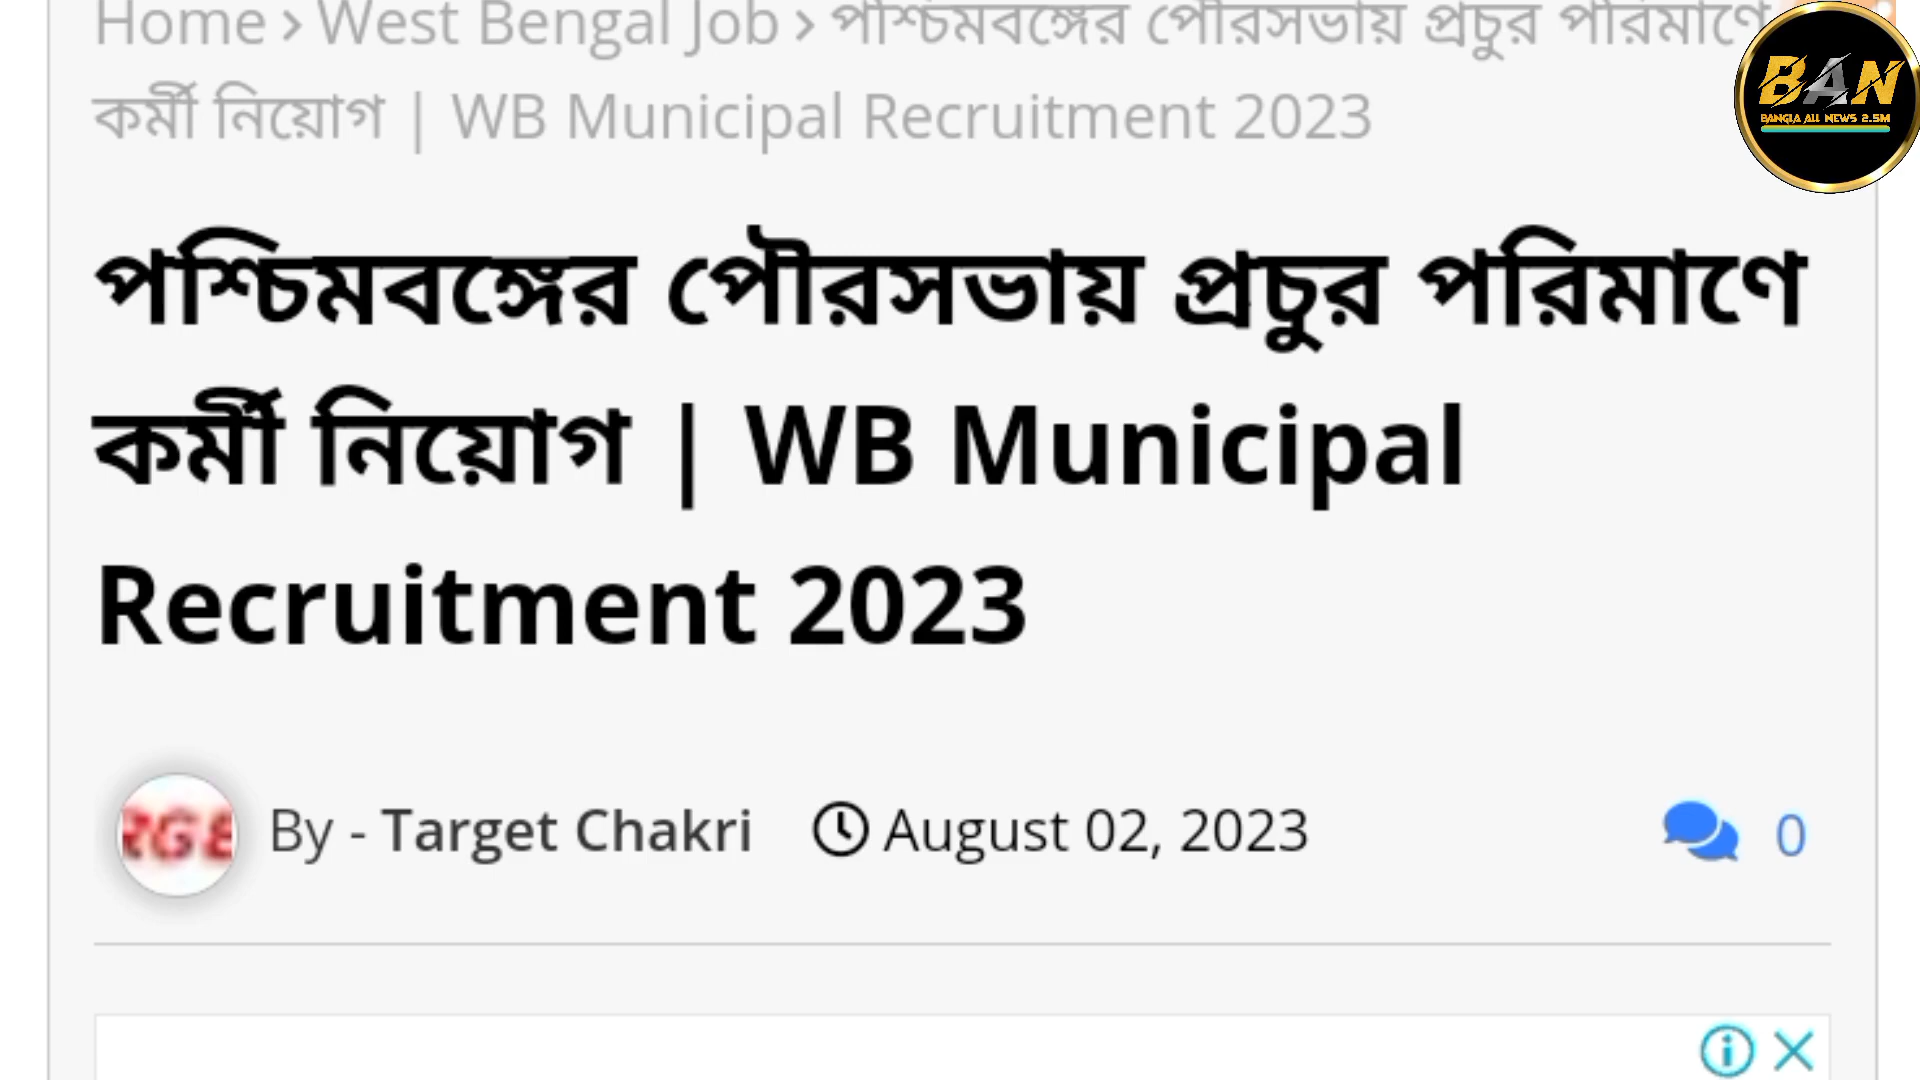 Home › West Bengal Job › পশ্চিমবঙ্গের পৌরসভায় প্রচুর পরিমাণে
কর্মী নিয়োগ | WB Municipal Recruitment 2023
BAN
BANGLA ALL NEWS 2.5M
পশ্চিমবঙ্গের পৌরসভায় প্রচুর পরিমাণে
কর্মী নিয়োগ | WB Municipal
Recruitment 2023
RGE
By - Target Chakri August 02, 2023 0